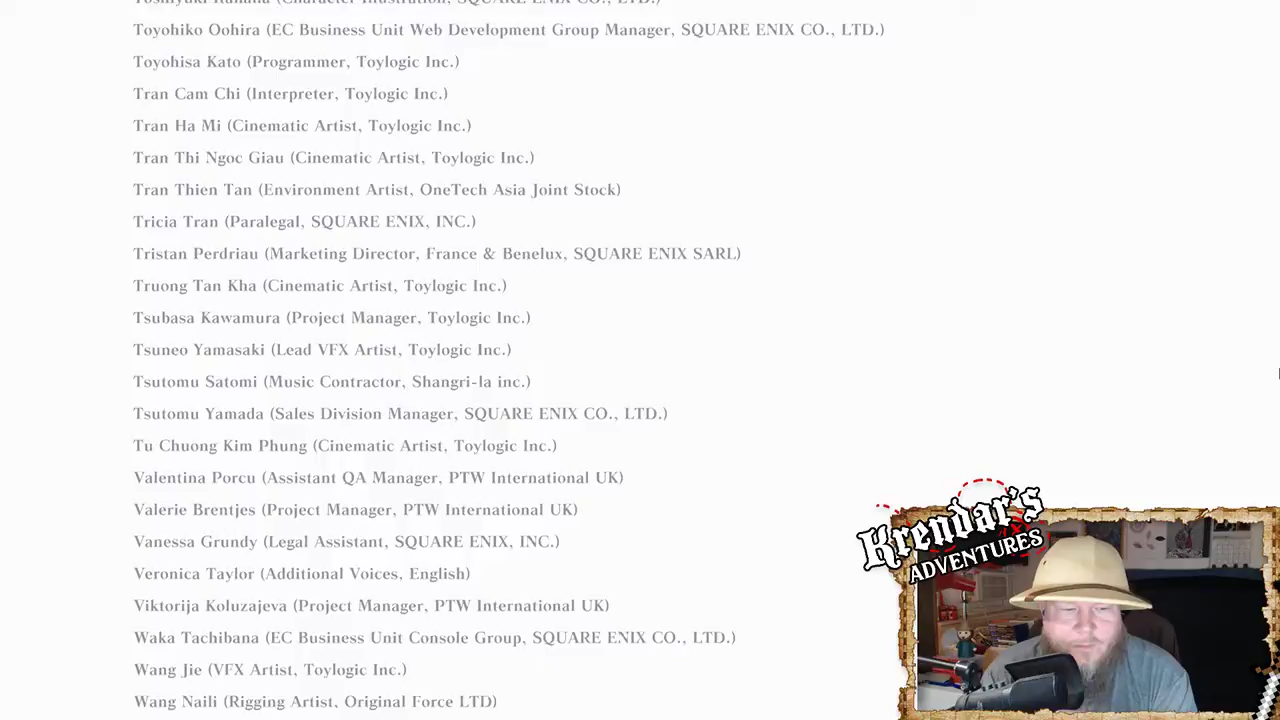 Toyohiko Oohira (EC Business Unit Web Development Group Manager, SQUARE ENIX CO., LTD.)
Toyohisa Kato (Programmer, Toylogic Inc.)
Tran Cam Chi (Interpreter, Toylogic Inc.)
Tran Ha Mi (Cinematic Artist, Toylogic Inc.)
Tran Thi Ngoc Giau (Cinematic Artist, Toylogic Inc.)
Tran Thien Tan (Environment Artist, OneTech Asia Joint Stock)
Tricia Tran (Paralegal, SQUARE ENIX, INC.)
Tristan Perdriau (Marketing Director, France & Benelux, SQUARE ENIX SARL)
Truong Tan Kha (Cinematic Artist, Toylogic Inc.)
Tsubasa Kawamura (Project Manager, Toylogic Inc.)
Tsuneo Yamasaki (Lead VFX Artist, Toylogic Inc.)
Tsutomu Satomi (Music Contractor, Shangri-la inc.)
Tsutomu Yamada (Sales Division Manager, SQUARE ENIX CO., LTD.)
Tu Chuong Kim Phung (Cinematic Artist, Toylogic Inc.)
Valentina Porcu (Assistant QA Manager, PTW International UK)
Valerie Brentjes (Project Manager, PTW International UK)
Vanessa Grundy (Legal Assistant, SQUARE ENIX, INC.)
Veronica Taylor (Additional Voices, English)
Viktorija Koluzajeva (Project Manager, PTW International UK)
Waka Tachibana (EC Business Unit Console Group, SQUARE ENIX CO., LTD.)
Wang Jie (VFX Artist, Toylogic Inc.)
Wang Naili (Rigging Artist, Original Force LTD)
Krendar's
ADVENTURES